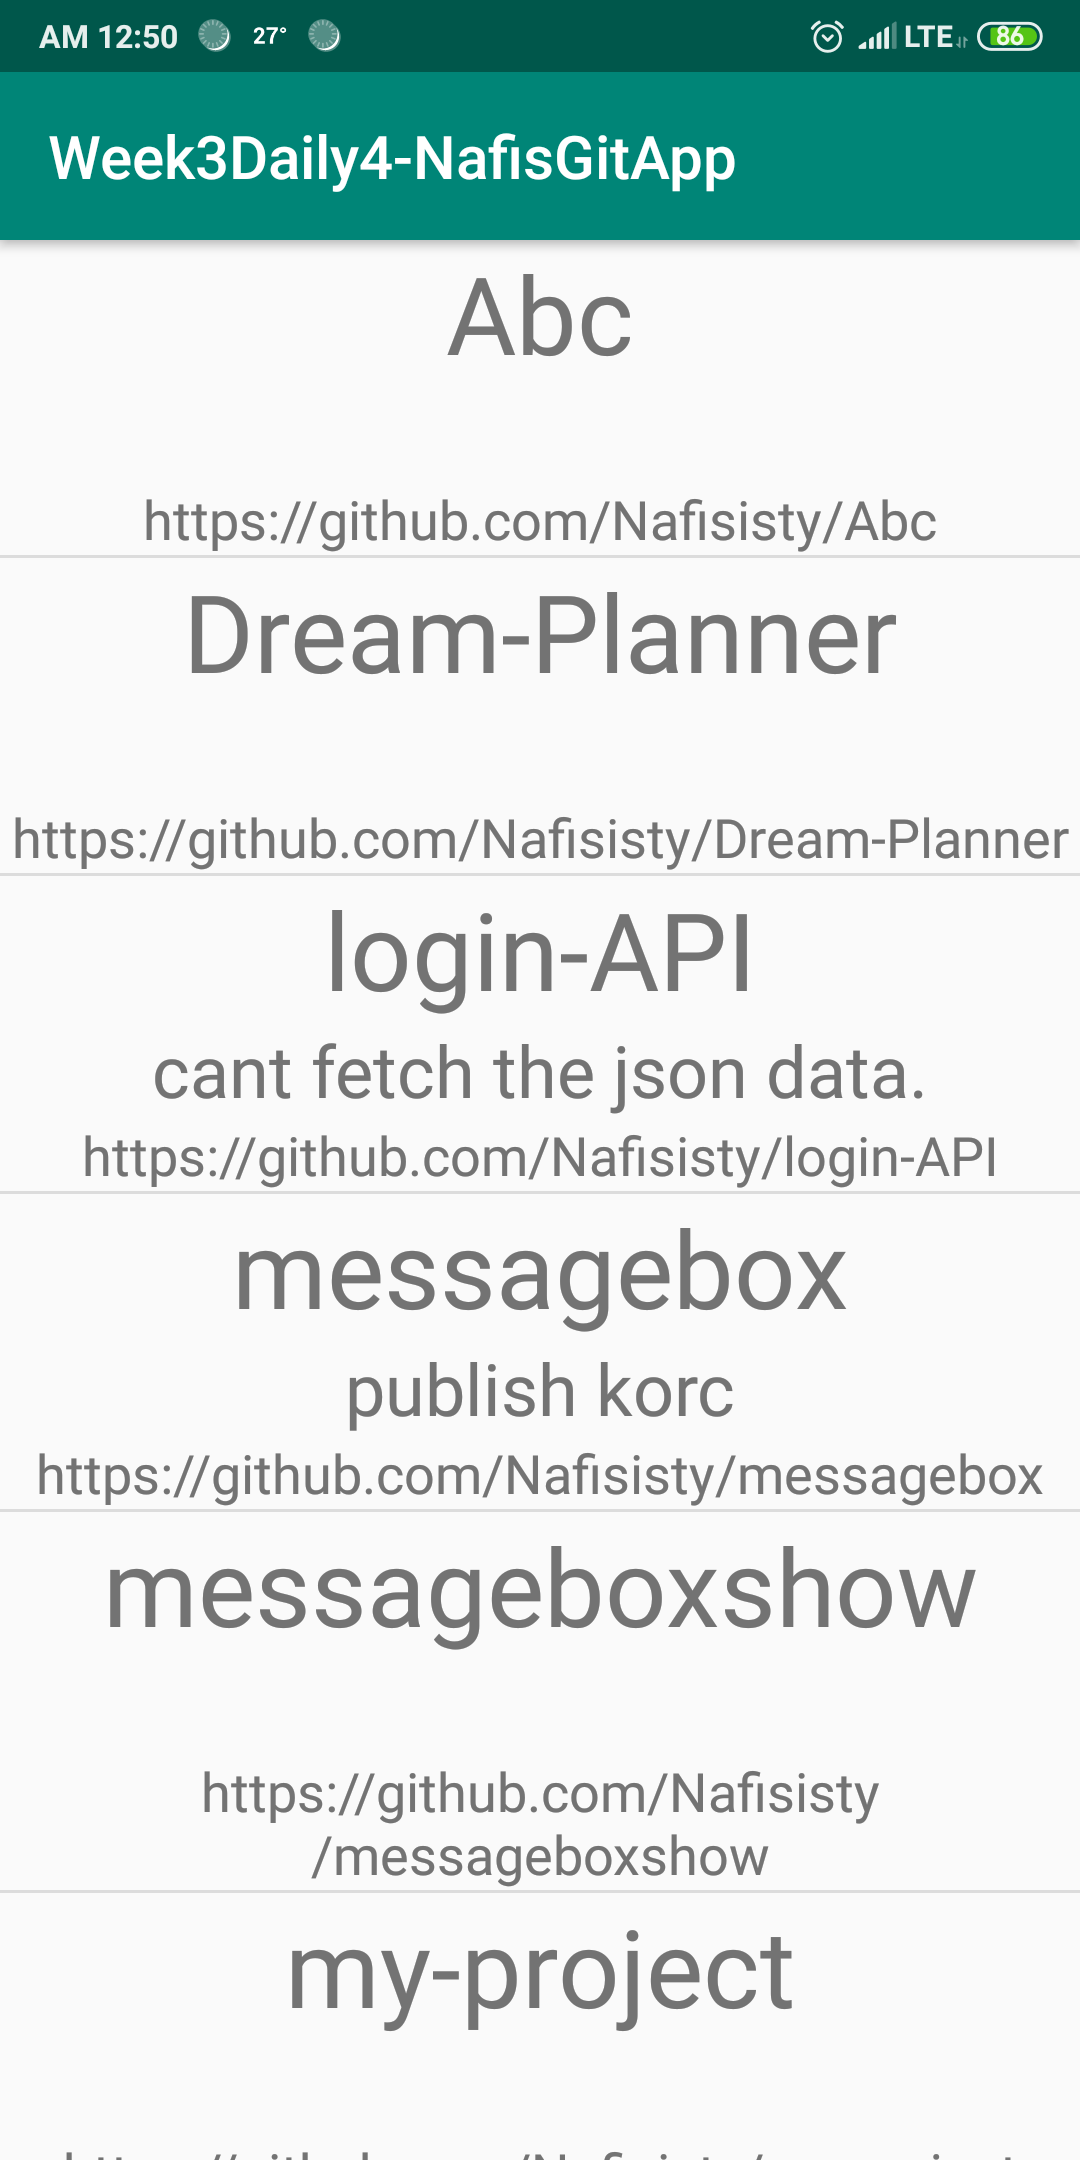 AM 12:50 27° LTE 86
Week3Daily4-NafisGitApp
Abc
https://github.com/Nafisisty/Abc
Dream-Planner
https://github.com/Nafisisty/Dream-Planner
login-API
cant fetch the json data.
https://github.com/Nafisisty/login-API
messagebox
publish korc
https://github.com/Nafisisty/messagebox
messageboxshow
https://github.com/Nafisisty
/messageboxshow
my-project